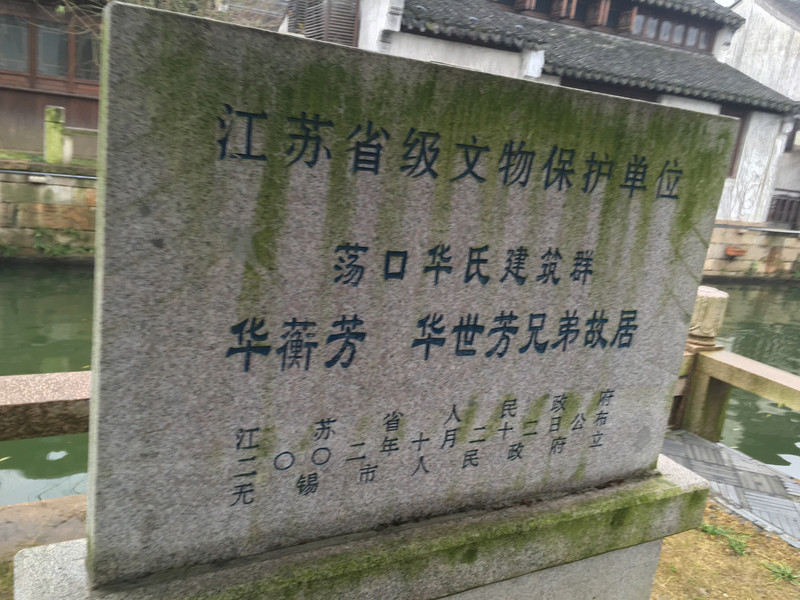 江苏省级文物保护单位
荡口华氏建筑群
华蘅芳 华世芳兄弟故居
江苏省人民政府
二〇〇二年十月二十二日公布
无锡市人民政府立